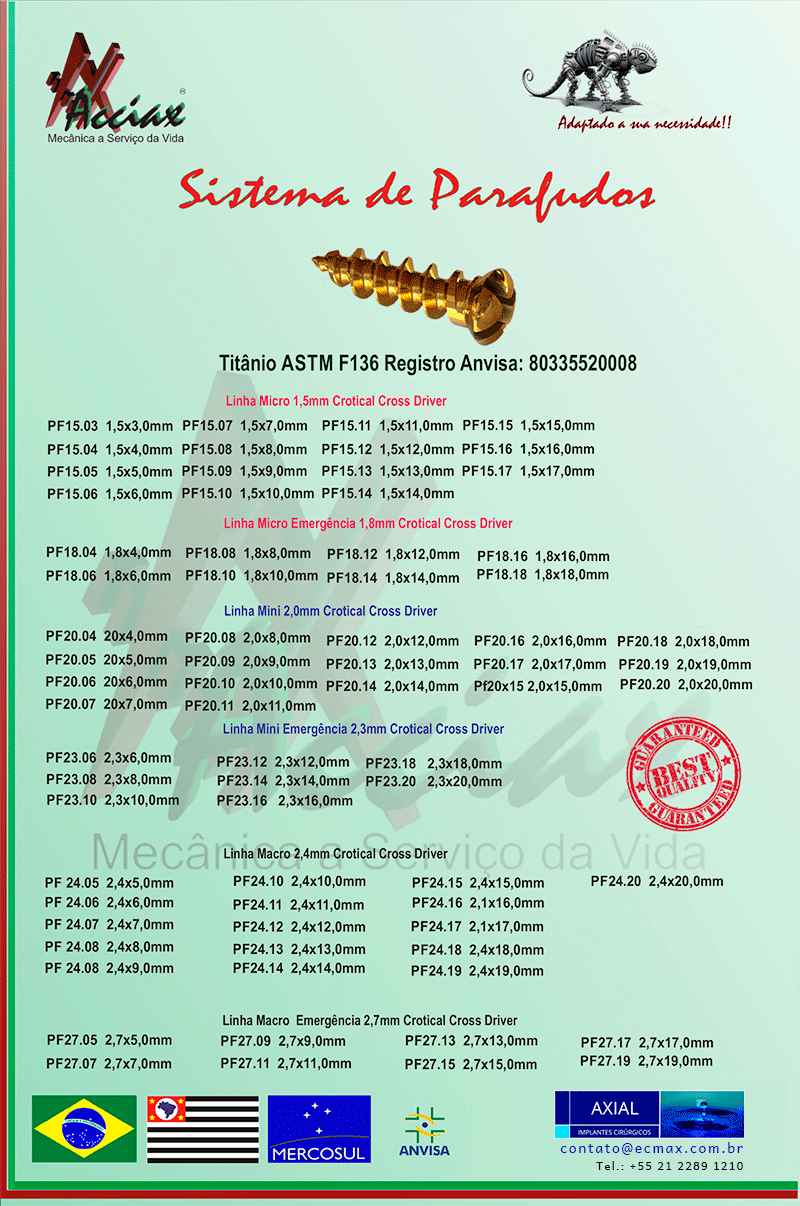 Acciax ®
Mecânica a Serviço da Vida
Adaptado a sua necessidade!!
Sistema de Parafudos
Titânio ASTM F136 Registro Anvisa: 80335520008
Linha Micro 1,5mm Crotical Cross Driver
PF15.03 1,5x3,0mm PF15.07 1,5x7,0mm PF15.11 1,5x11,0mm PF15.15 1,5x15,0mm
PF15.04 1,5x4,0mm PF15.08 1,5x8,0mm PF15.12 1,5x12,0mm PF15.16 1,5x16,0mm
PF15.05 1,5x5,0mm PF15.09 1,5x9,0mm PF15.13 1,5x13,0mm PF15.17 1,5x17,0mm
PF15.06 1,5x6,0mm PF15.10 1,5x10,0mm PF15.14 1,5x14,0mm
Linha Micro Emergência 1,8mm Crotical Cross Driver
PF18.04 1,8x4,0mm PF18.08 1,8x8,0mm PF18.12 1,8x12,0mm PF18.16 1,8x16,0mm
PF18.06 1,8x6,0mm PF18.10 1,8x10,0mm PF18.14 1,8x14,0mm PF18.18 1,8x18,0mm
Linha Mini 2,0mm Crotical Cross Driver
PF20.04 20x4,0mm PF20.08 2,0x8,0mm PF20.12 2,0x12,0mm PF20.16 2,0x16,0mm PF20.18 2,0x18,0mm
PF20.05 20x5,0mm PF20.09 2,0x9,0mm PF20.13 2,0x13,0mm PF20.17 2,0x17,0mm PF20.19 2,0x19,0mm
PF20.06 20x6,0mm PF20.10 2,0x10,0mm PF20.14 2,0x14,0mm Pf20x15 2,0x15,0mm PF20.20 2,0x20,0mm
PF20.07 20x7,0mm PF20.11 2,0x11,0mm
Linha Mini Emergência 2,3mm Crotical Cross Driver
PF23.06 2,3x6,0mm PF23.12 2,3x12,0mm PF23.18 2,3x18,0mm
PF23.08 2,3x8,0mm PF23.14 2,3x14,0mm PF23.20 2,3x20,0mm
PF23.10 2,3x10,0mm PF23.16 2,3x16,0mm
GUARANTEED
BEST
QUALITY
GUARANTEED
Acciax
Mecânica a Serviço da Vida
Linha Macro 2,4mm Crotical Cross Driver
PF 24.05 2,4x5,0mm PF24.10 2,4x10,0mm PF24.15 2,4x15,0mm PF24.20 2,4x20,0mm
PF 24.06 2,4x6,0mm PF24.11 2,4x11,0mm PF24.16 2,1x16,0mm
PF 24.07 2,4x7,0mm PF24.12 2,4x12,0mm PF24.17 2,1x17,0mm
PF 24.08 2,4x8,0mm PF24.13 2,4x13,0mm PF24.18 2,4x18,0mm
PF 24.08 2,4x9,0mm PF24.14 2,4x14,0mm PF24.19 2,4x19,0mm
Linha Macro Emergência 2,7mm Crotical Cross Driver
PF27.05 2,7x5,0mm PF27.09 2,7x9,0mm PF27.13 2,7x13,0mm PF27.17 2,7x17,0mm
PF27.07 2,7x7,0mm PF27.11 2,7x11,0mm PF27.15 2,7x15,0mm PF27.19 2,7x19,0mm
MERCOSUL
ANVISA
AXIAL
IMPLANTES CIRÚRGICOS
contato@ecmax.com.br
Tel.: +55 21 2289 1210